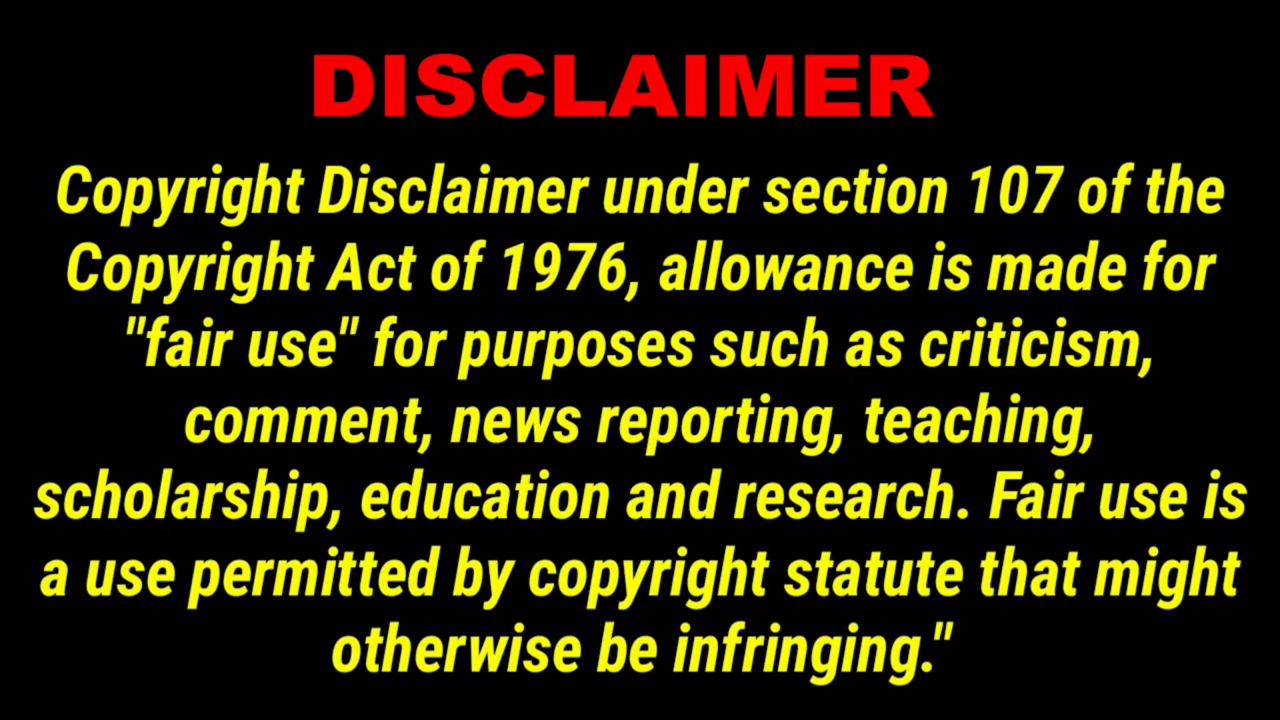 DISCLAIMER
Copyright Disclaimer under section 107 of the
Copyright Act of 1976, allowance is made for
"fair use" for purposes such as criticism,
comment, news reporting, teaching,
scholarship, education and research. Fair use is
a use permitted by copyright statute that might
otherwise be infringing."